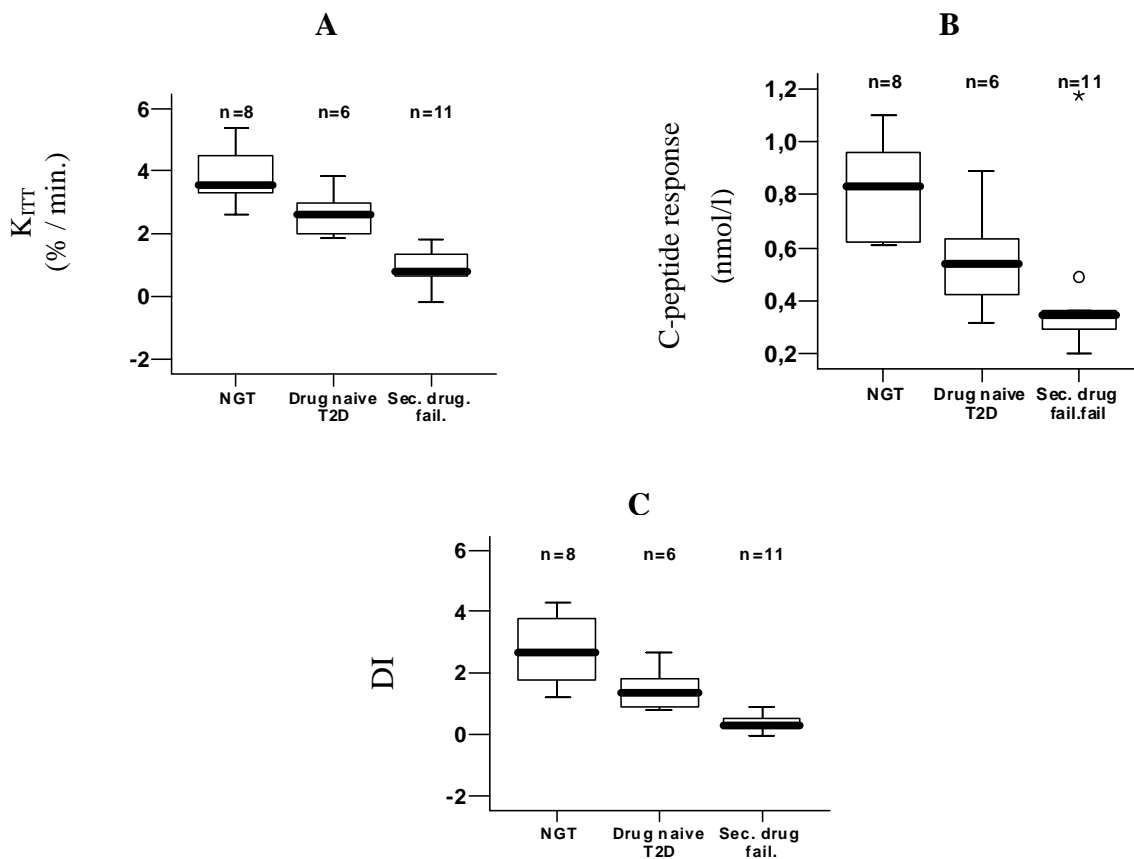 A
K_ITT
(% / min.)
6
4
2
0
-2
n=8
n=6
n=11
NGT
Drug naive
T2D
Sec. drug.
fail.
B
C-peptide response
(nmol/l)
1,2
1,0
0,8
0,6
0,4
0,2
n=8
n=6
n=11
*
NGT
Drug naive
T2D
Sec. drug
fail.fail
C
DI
6
4
2
0
-2
n=8
n=6
n=11
NGT
Drug naive
T2D
Sec. drug
fail.